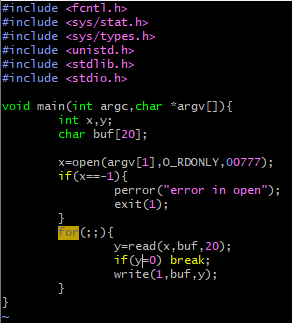 #include <fcntl.h>
#include <sys/stat.h>
#include <sys/types.h>
#include <unistd.h>
#include <stdlib.h>
#include <stdio.h>
void main(int argc,char *argv[]){
int x,y;
char buf[20];
x=open(argv[1],O_RDONLY,00777);
if(x==-1){
perror("error in open");
exit(1);
}
for(;;){
y=read(x,buf,20);
if(y=0) break;
write(1,buf,y);
}
}
~